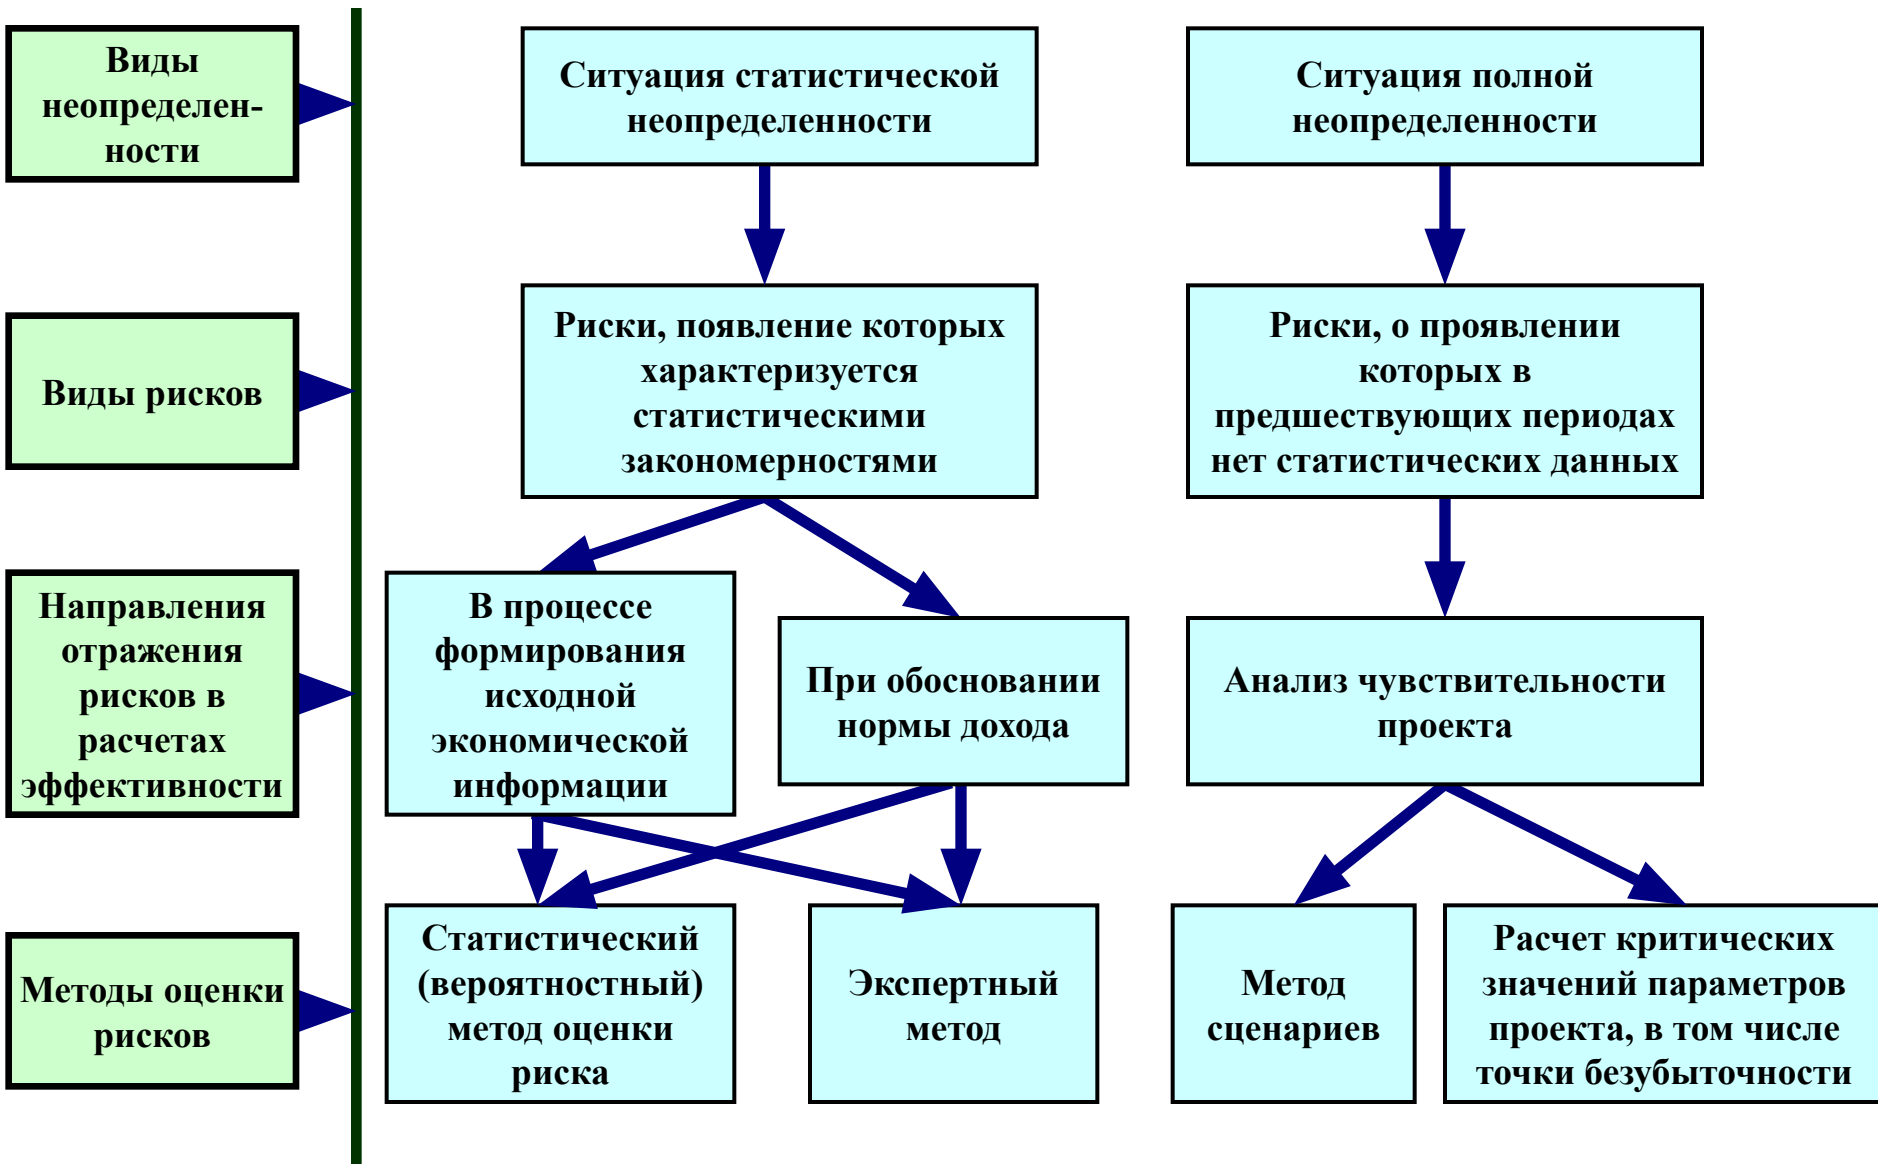 Виды
неопределен-
ности
Ситуация статистической
неопределенности
Ситуация полной
неопределенности
Виды рисков
Риски, появление которых
характеризуется
статистическими
закономерностями
Риски, о проявлении
которых в
предшествующих периодах
нет статистических данных
Направления
отражения
рисков в
расчетах
эффективности
В процессе
формирования
исходной
экономической
информации
При обосновании
нормы дохода
Анализ чувствительности
проекта
Методы оценки
рисков
Статистический
(вероятностный)
метод оценки
риска
Экспертный
метод
Метод
сценариев
Расчет критических
значений параметров
проекта, в том числе
точки безубыточности